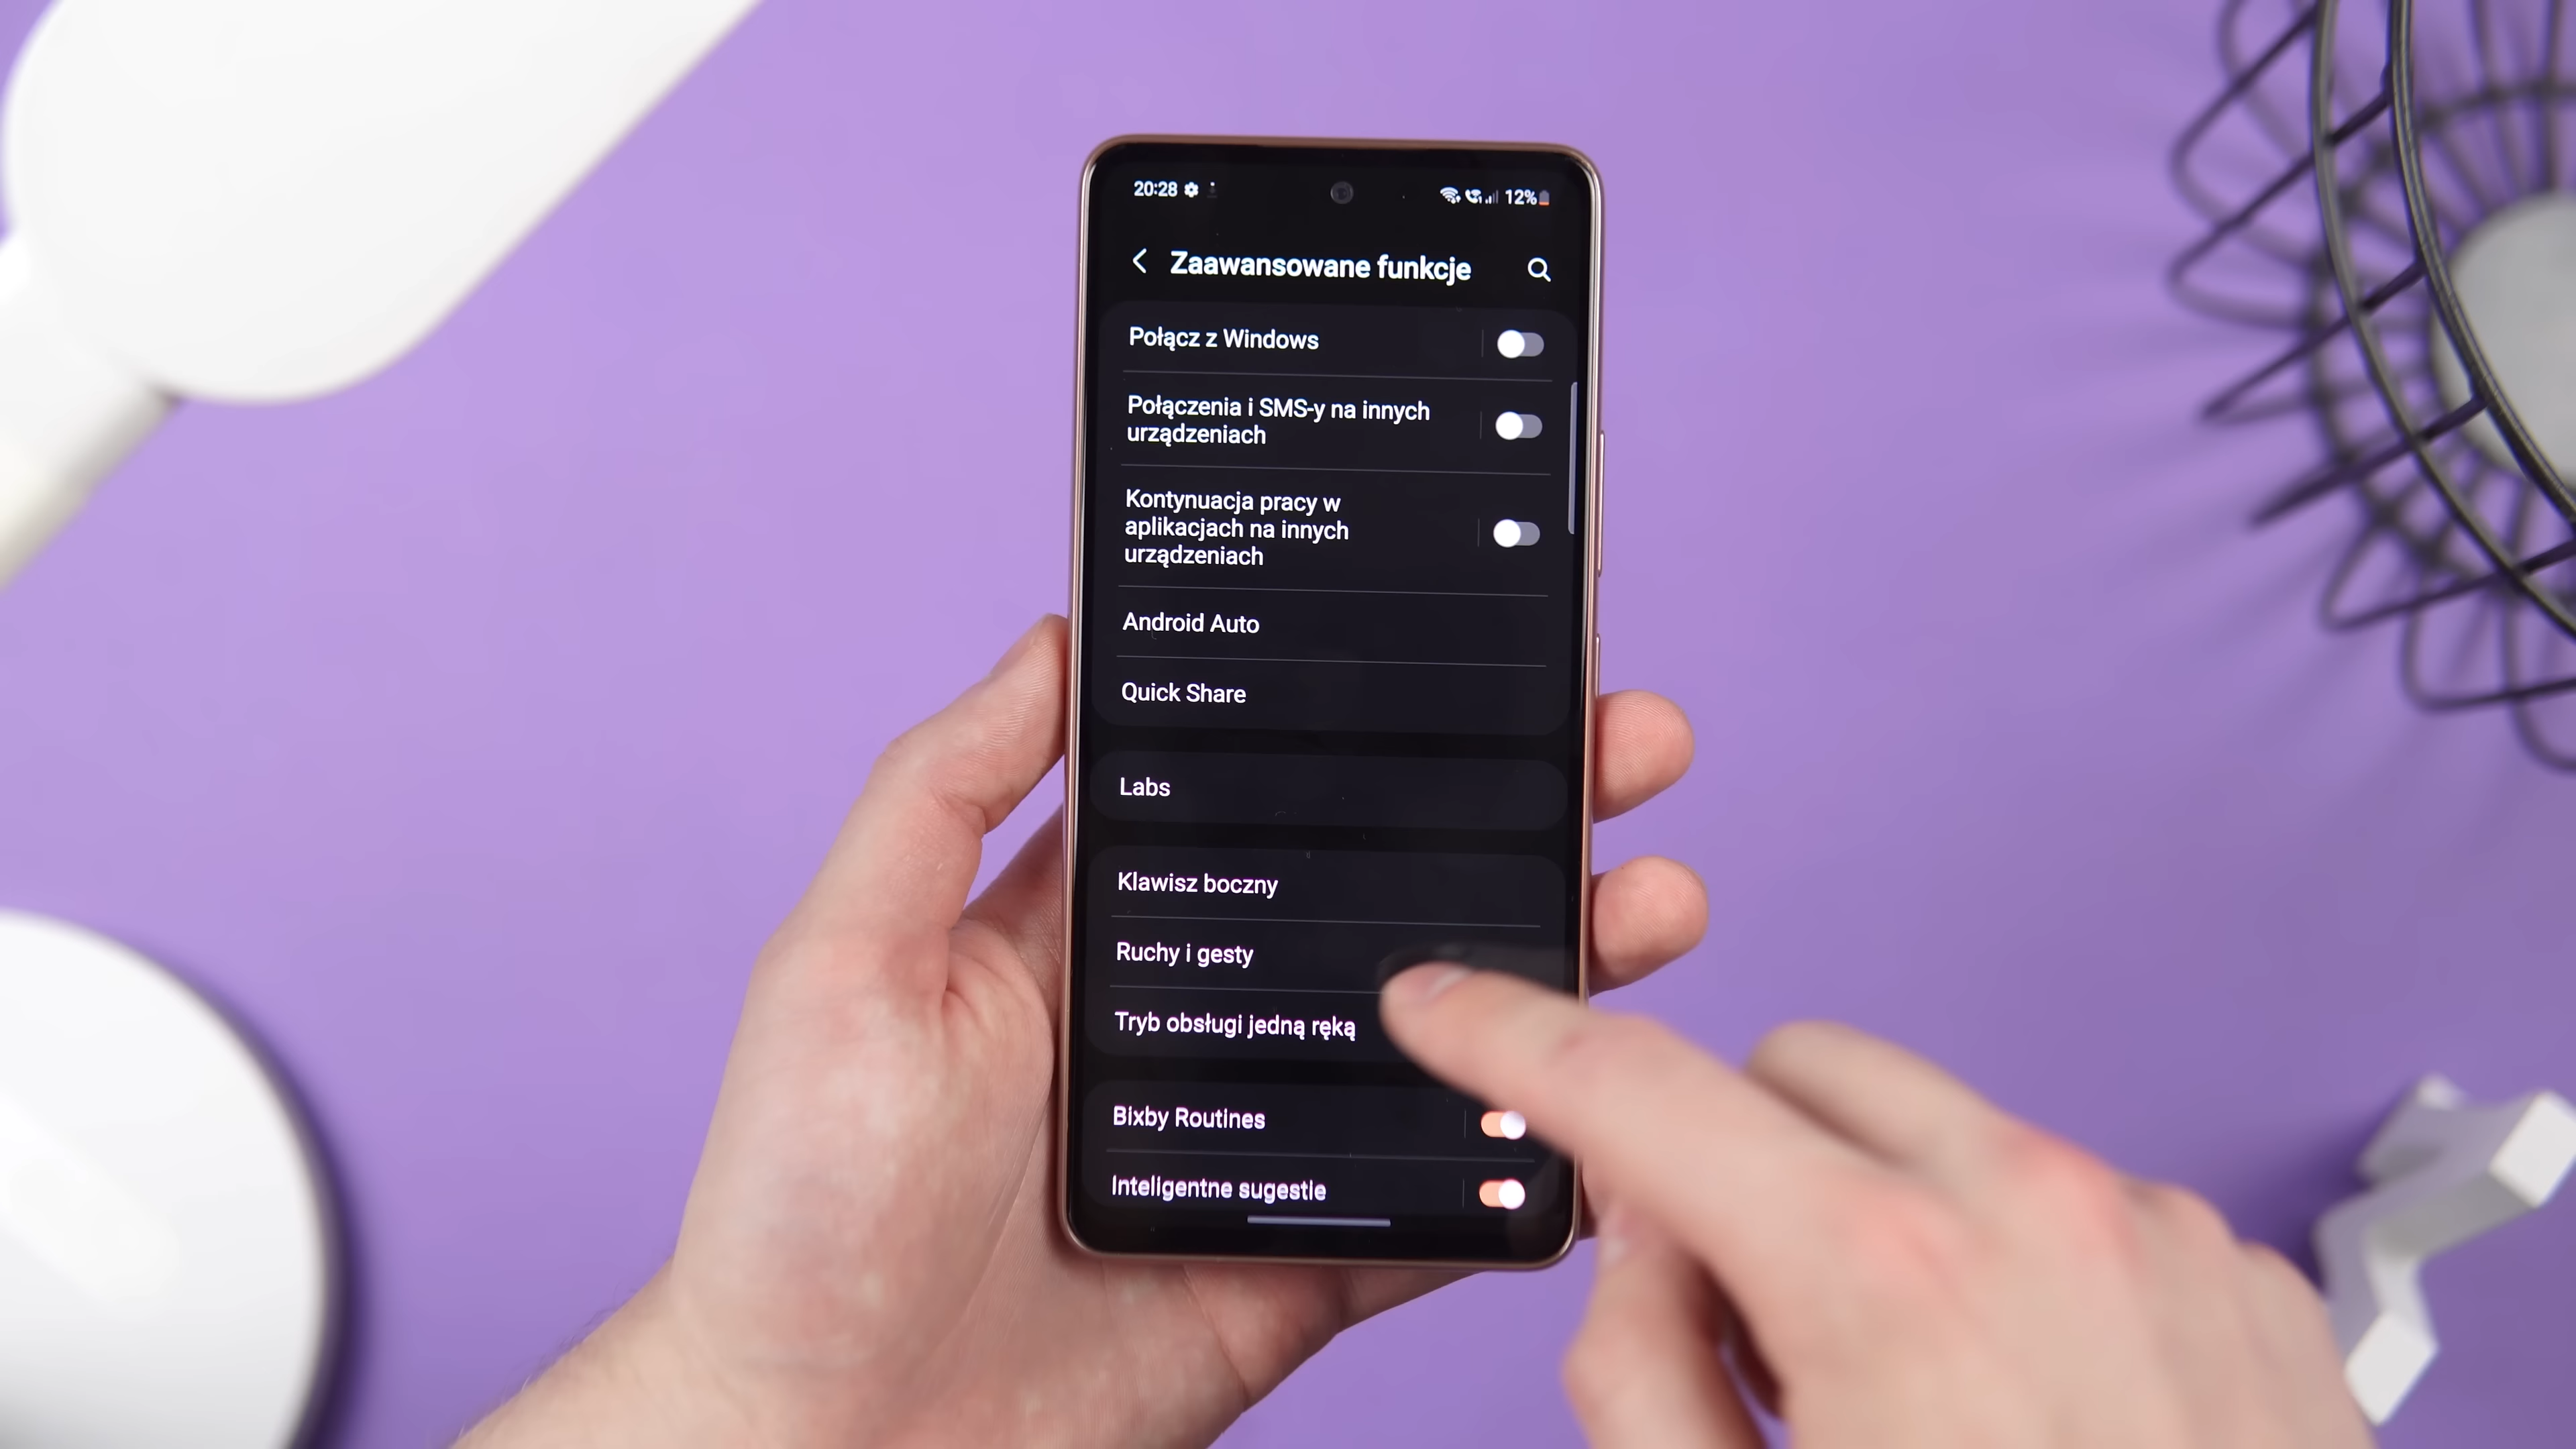 20:28
12%
Zaawansowane funkcje
Połącz z Windows
Połączenia i SMS-y na innych
urządzeniach
Kontynuacja pracy w
aplikacjach na innych
urządzeniach
Android Auto
Quick Share
Labs
Klawisz boczny
Ruchy i gesty
Tryb obsługi jedną ręką
Bixby Routines
Inteligentne sugestie